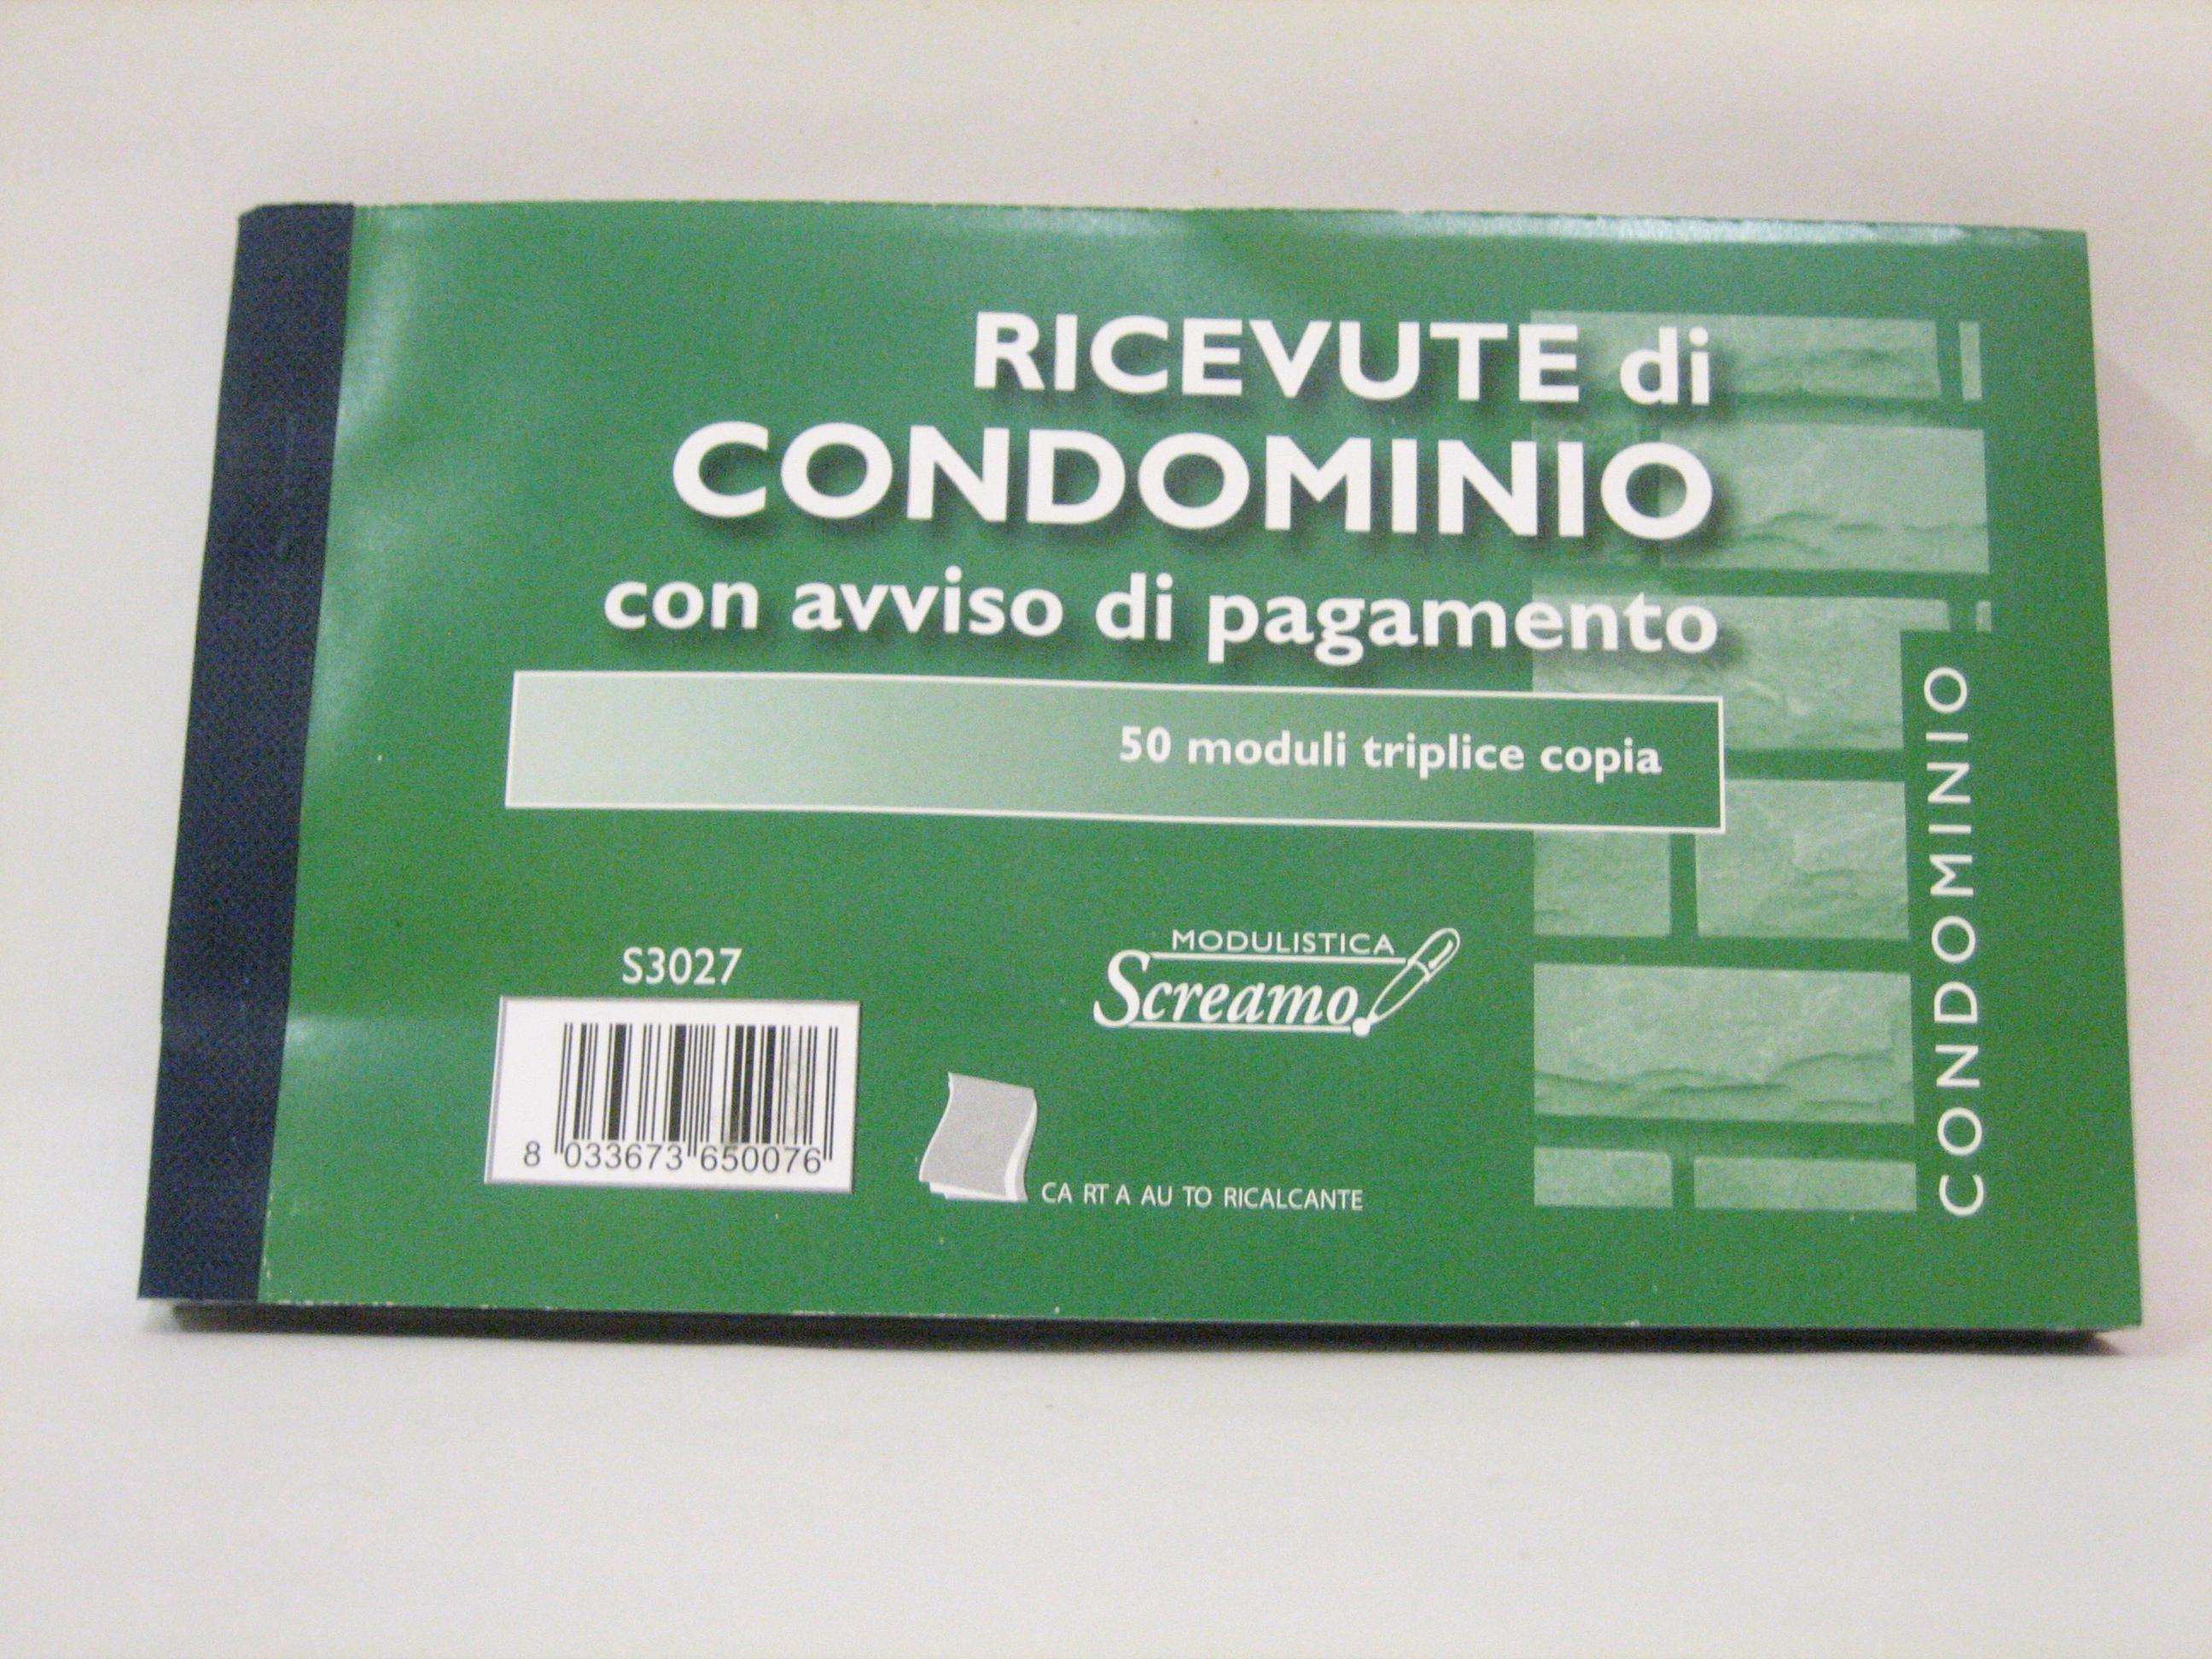 RICEVUTE di
CONDOMINIO
con avviso di pagamento
50 moduli triplice copia
CONDOMINIO
S3027
8 033673 650076
MODULISTICA
Screamo
CA RT A AU TO RICALCANTE